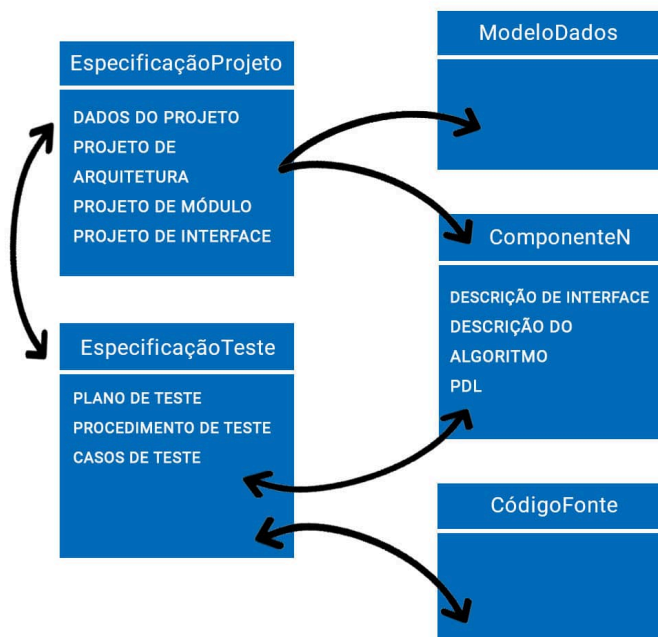 EspecificaçãoProjeto
DADOS DO PROJETO
PROJETO DE
ARQUITETURA
PROJETO DE MÓDULO
PROJETO DE INTERFACE
ModeloDados
ComponenteN
DESCRIÇÃO DE INTERFACE
DESCRIÇÃO DO
ALGORITMO
PDL
EspecificaçãoTeste
PLANO DE TESTE
PROCEDIMENTO DE TESTE
CASOS DE TESTE
CódigoFonte